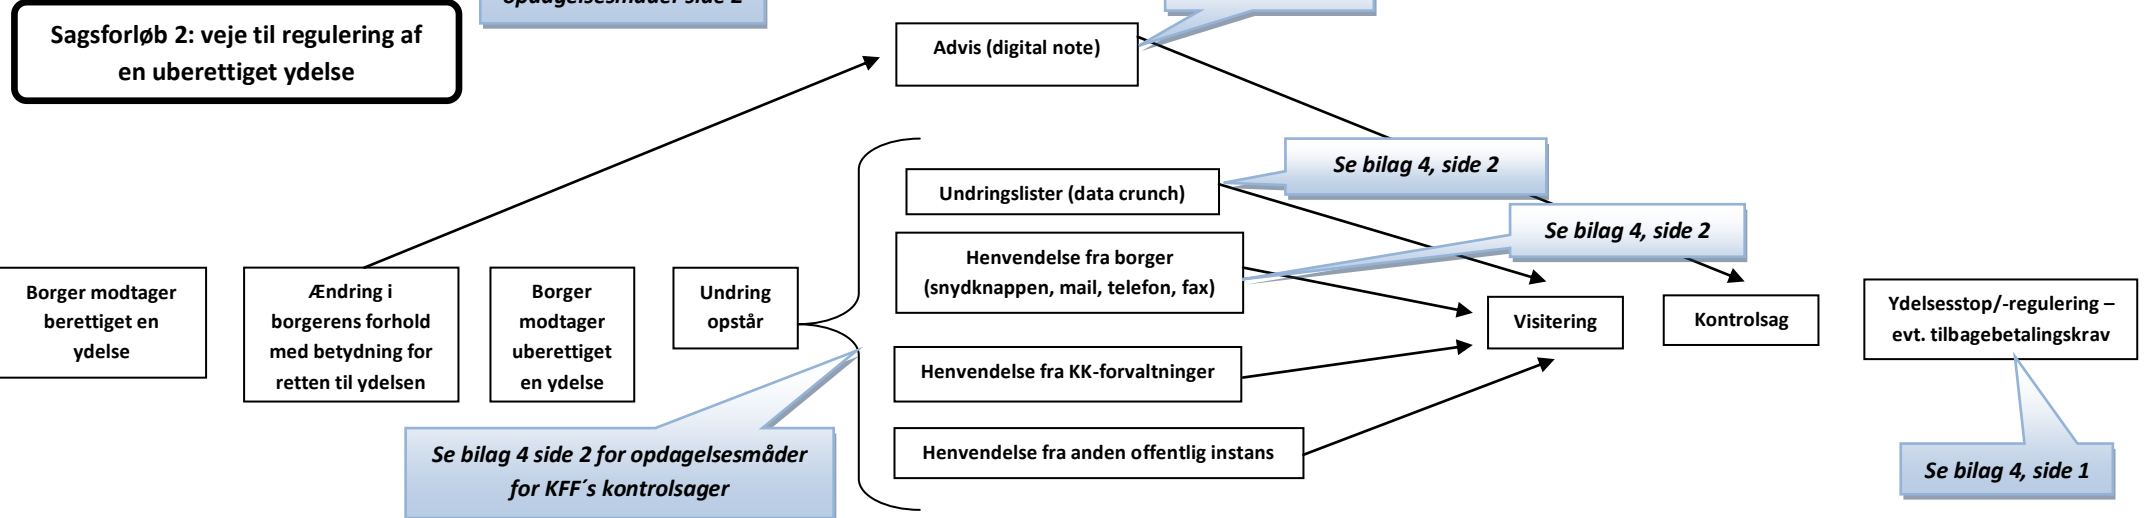 opdagelsesmåder side 2
Sagsforløb 2: veje til regulering af
en uberettiget ydelse
Advis (digital note)
Se bilag 4, side 2
Undringslister (data crunch)
Se bilag 4, side 2
Henvendelse fra borger
(snydknappen, mail, telefon, fax)
Borger modtager
berettiget en
ydelse
Ændring i
borgerens forhold
med betydning for
retten til ydelsen
Borger
modtager
uberettiget
en ydelse
Undring
opstår
Visitering
Kontrolsag
Ydelsesstop/-regulering –
evt. tilbagebetalingskrav
Henvendelse fra KK-forvaltninger
Henvendelse fra anden offentlig instans
Se bilag 4 side 2 for opdagelsesmåder
for KFF´s kontrolsager
Se bilag 4, side 1